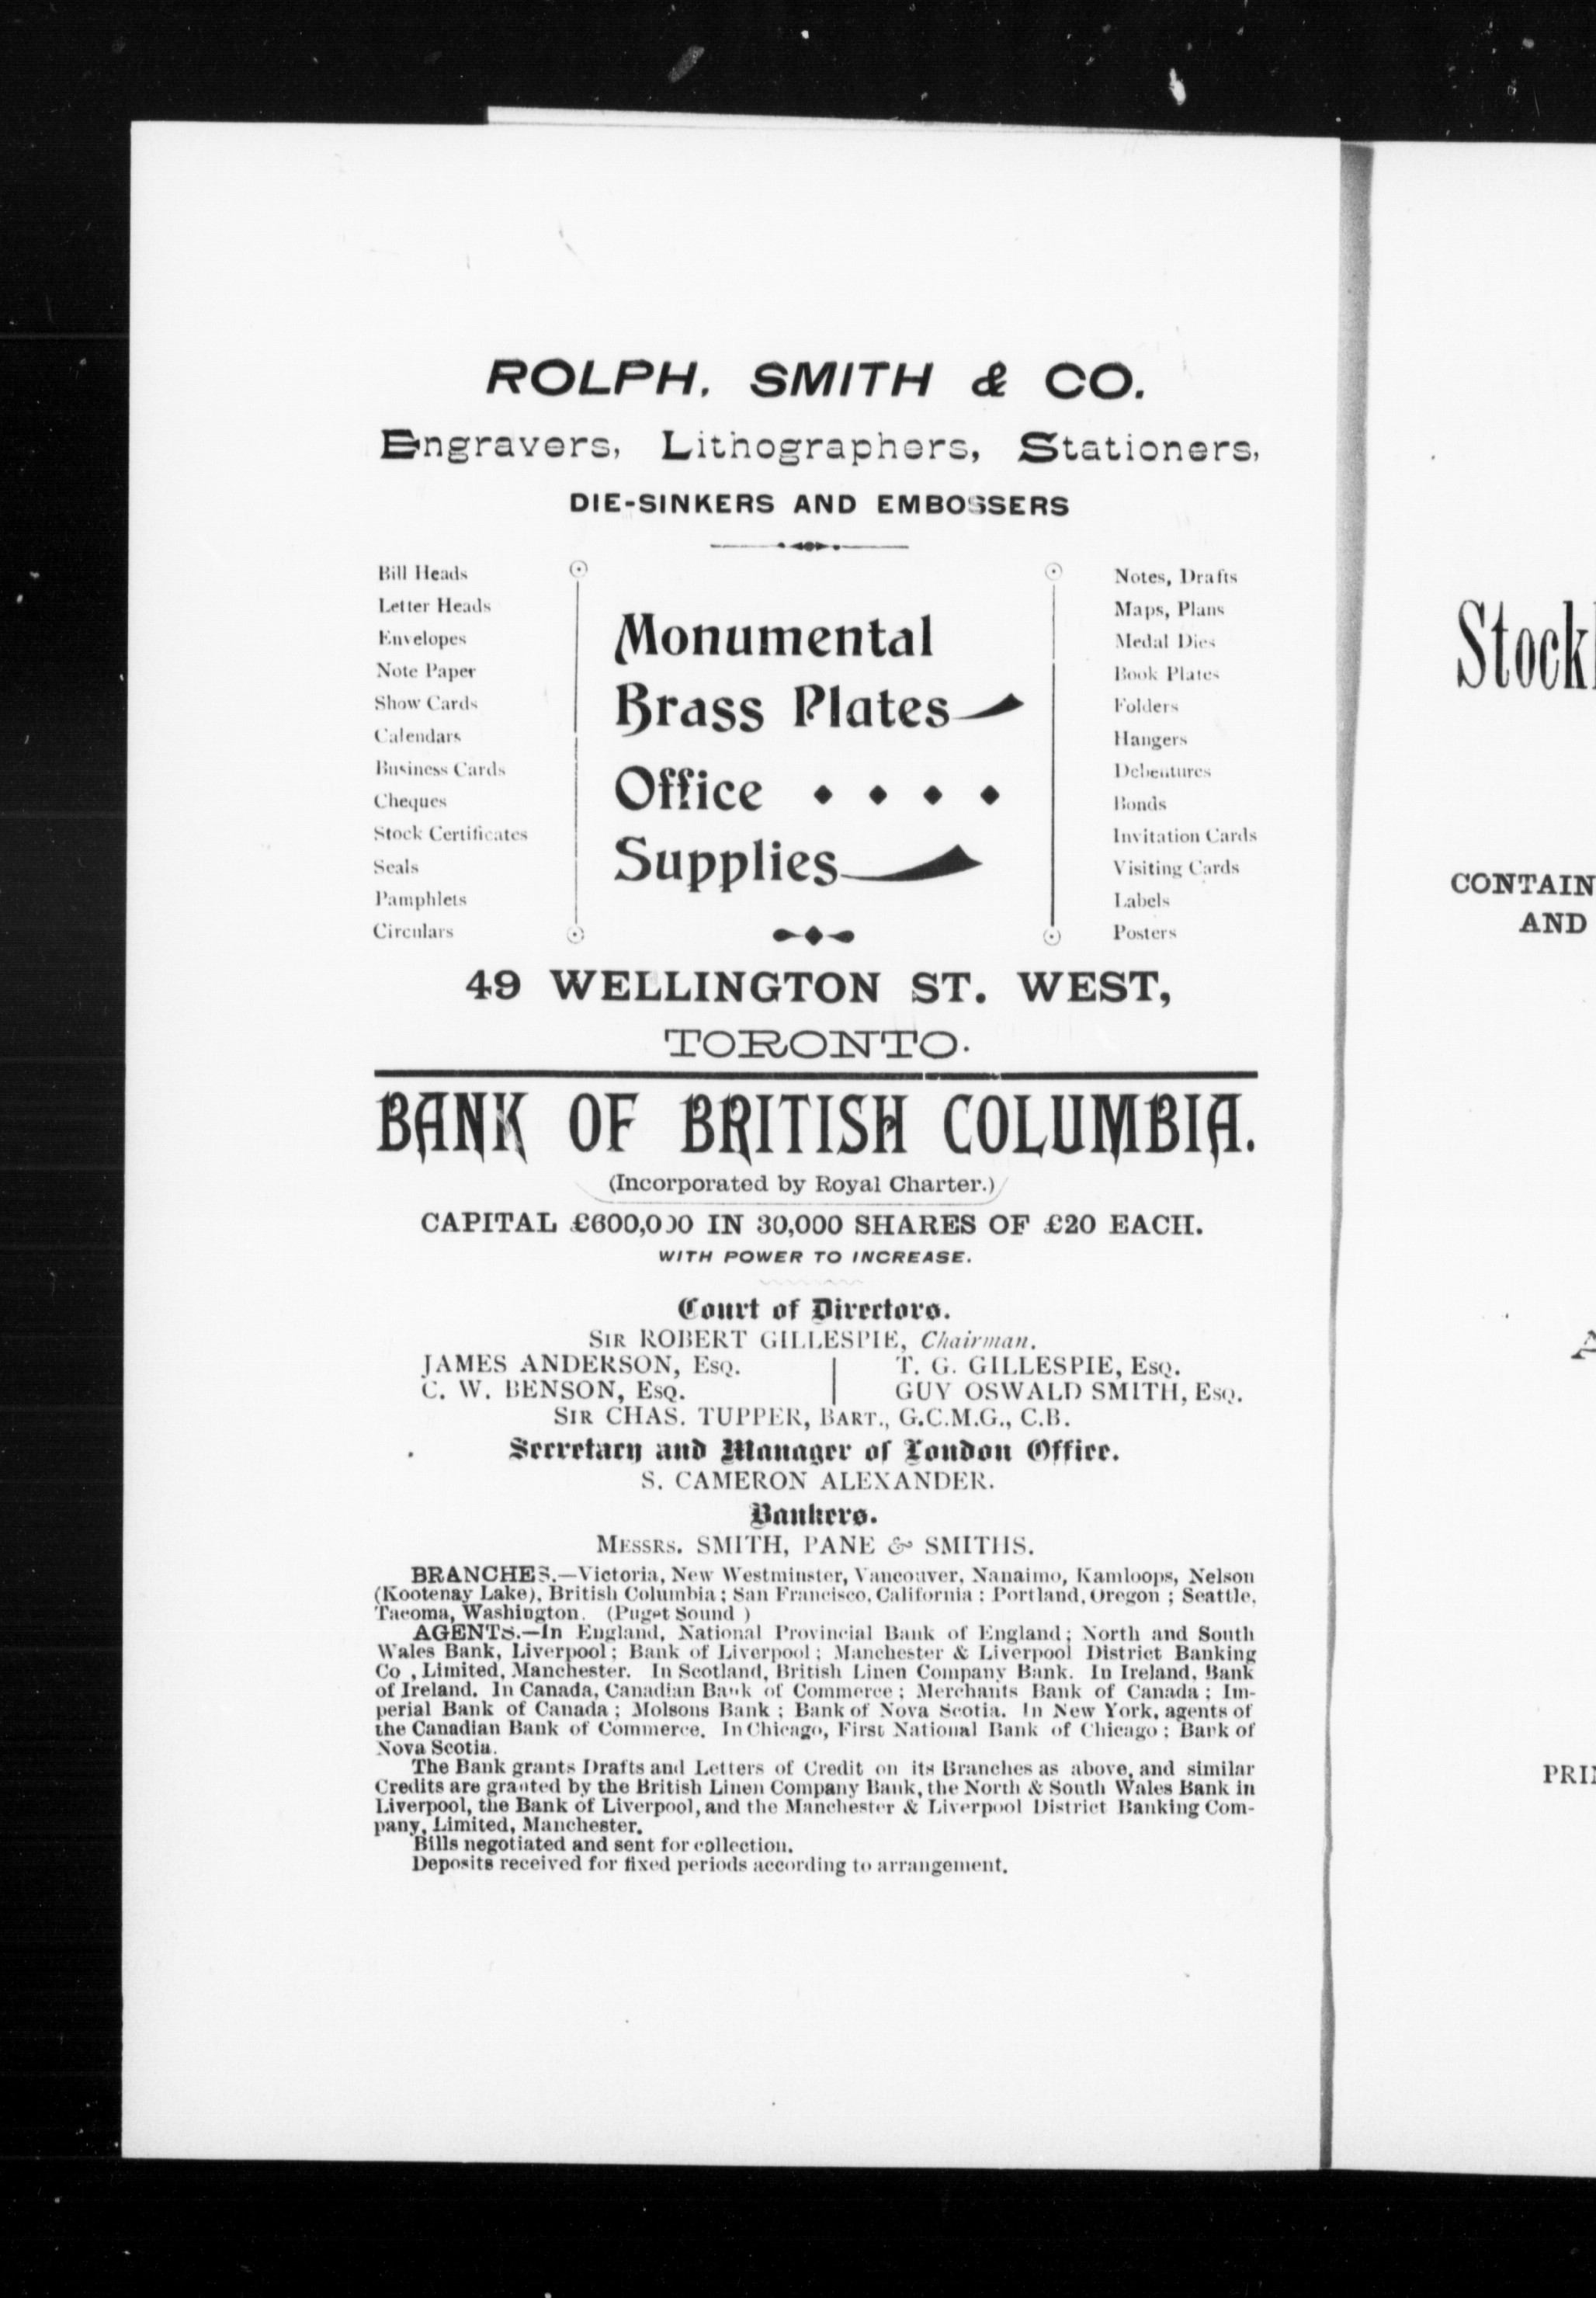 ROLPH, SMITH & CO.
Engravers, Lithographers, Stationers,
DIE-SINKERS AND EMBOSSERS
Bill Heads
Letter Heads
Envelopes
Note Paper
Show Cards
Calendars
Business Cards
Cheques
Stock Certificates
Seals
Pamphlets
Circulars
Monumental
Brass Plates
Office
Supplies
Notes, Drafts
Maps, Plans
Medal Dies
Book Plates
Folders
Hangers
Debentures
Bonds
Invitation Cards
Visiting Cards
Labels
Posters
49 WELLINGTON ST. WEST,
TORONTO.
BANK OF BRITISH COLUMBIA.
(Incorporated by Royal Charter.)
CAPITAL £600,000 IN 30,000 SHARES OF £20 EACH.
WITH POWER TO INCREASE.
Court of Directors.
SIR ROBERT GILLESPIE, Chairman.
JAMES ANDERSON, ESQ. | T. G. GILLESPIE, ESQ.
C. W. BENSON, ESQ. | GUY OSWALD SMITH, ESQ.
SIR CHAS. TUPPER, BART., G.C.M.G., C.B.
Secretary and Manager of London Office.
S. CAMERON ALEXANDER.
Bankers.
MESSRS. SMITH, PANE & SMITHS.
BRANCHES.—Victoria, New Westminster, Vancouver, Nanaimo, Kamloops, Nelson
(Kootenay Lake), British Columbia; San Francisco, California; Portland, Oregon; Seattle,
Tacoma, Washington. (Puget Sound)
AGENTS.—In England, National Provincial Bank of England; North and South
Wales Bank, Liverpool; Bank of Liverpool; Manchester & Liverpool District Banking
Co., Limited, Manchester. In Scotland, British Linen Company Bank. In Ireland, Bank
of Ireland. In Canada, Canadian Bank of Commerce; Merchants Bank of Canada; Im-
perial Bank of Canada; Molsons Bank; Bank of Nova Scotia. In New York, agents of
the Canadian Bank of Commerce. In Chicago, First National Bank of Chicago; Bank of
Nova Scotia.
The Bank grants Drafts and Letters of Credit on its Branches as above, and similar
Credits are granted by the British Linen Company Bank, the North & South Wales Bank in
Liverpool, the Bank of Liverpool, and the Manchester & Liverpool District Banking Com-
pany, Limited, Manchester.
Bills negotiated and sent for collection.
Deposits received for fixed periods according to arrangement.
CONTAIN
AND
PRI